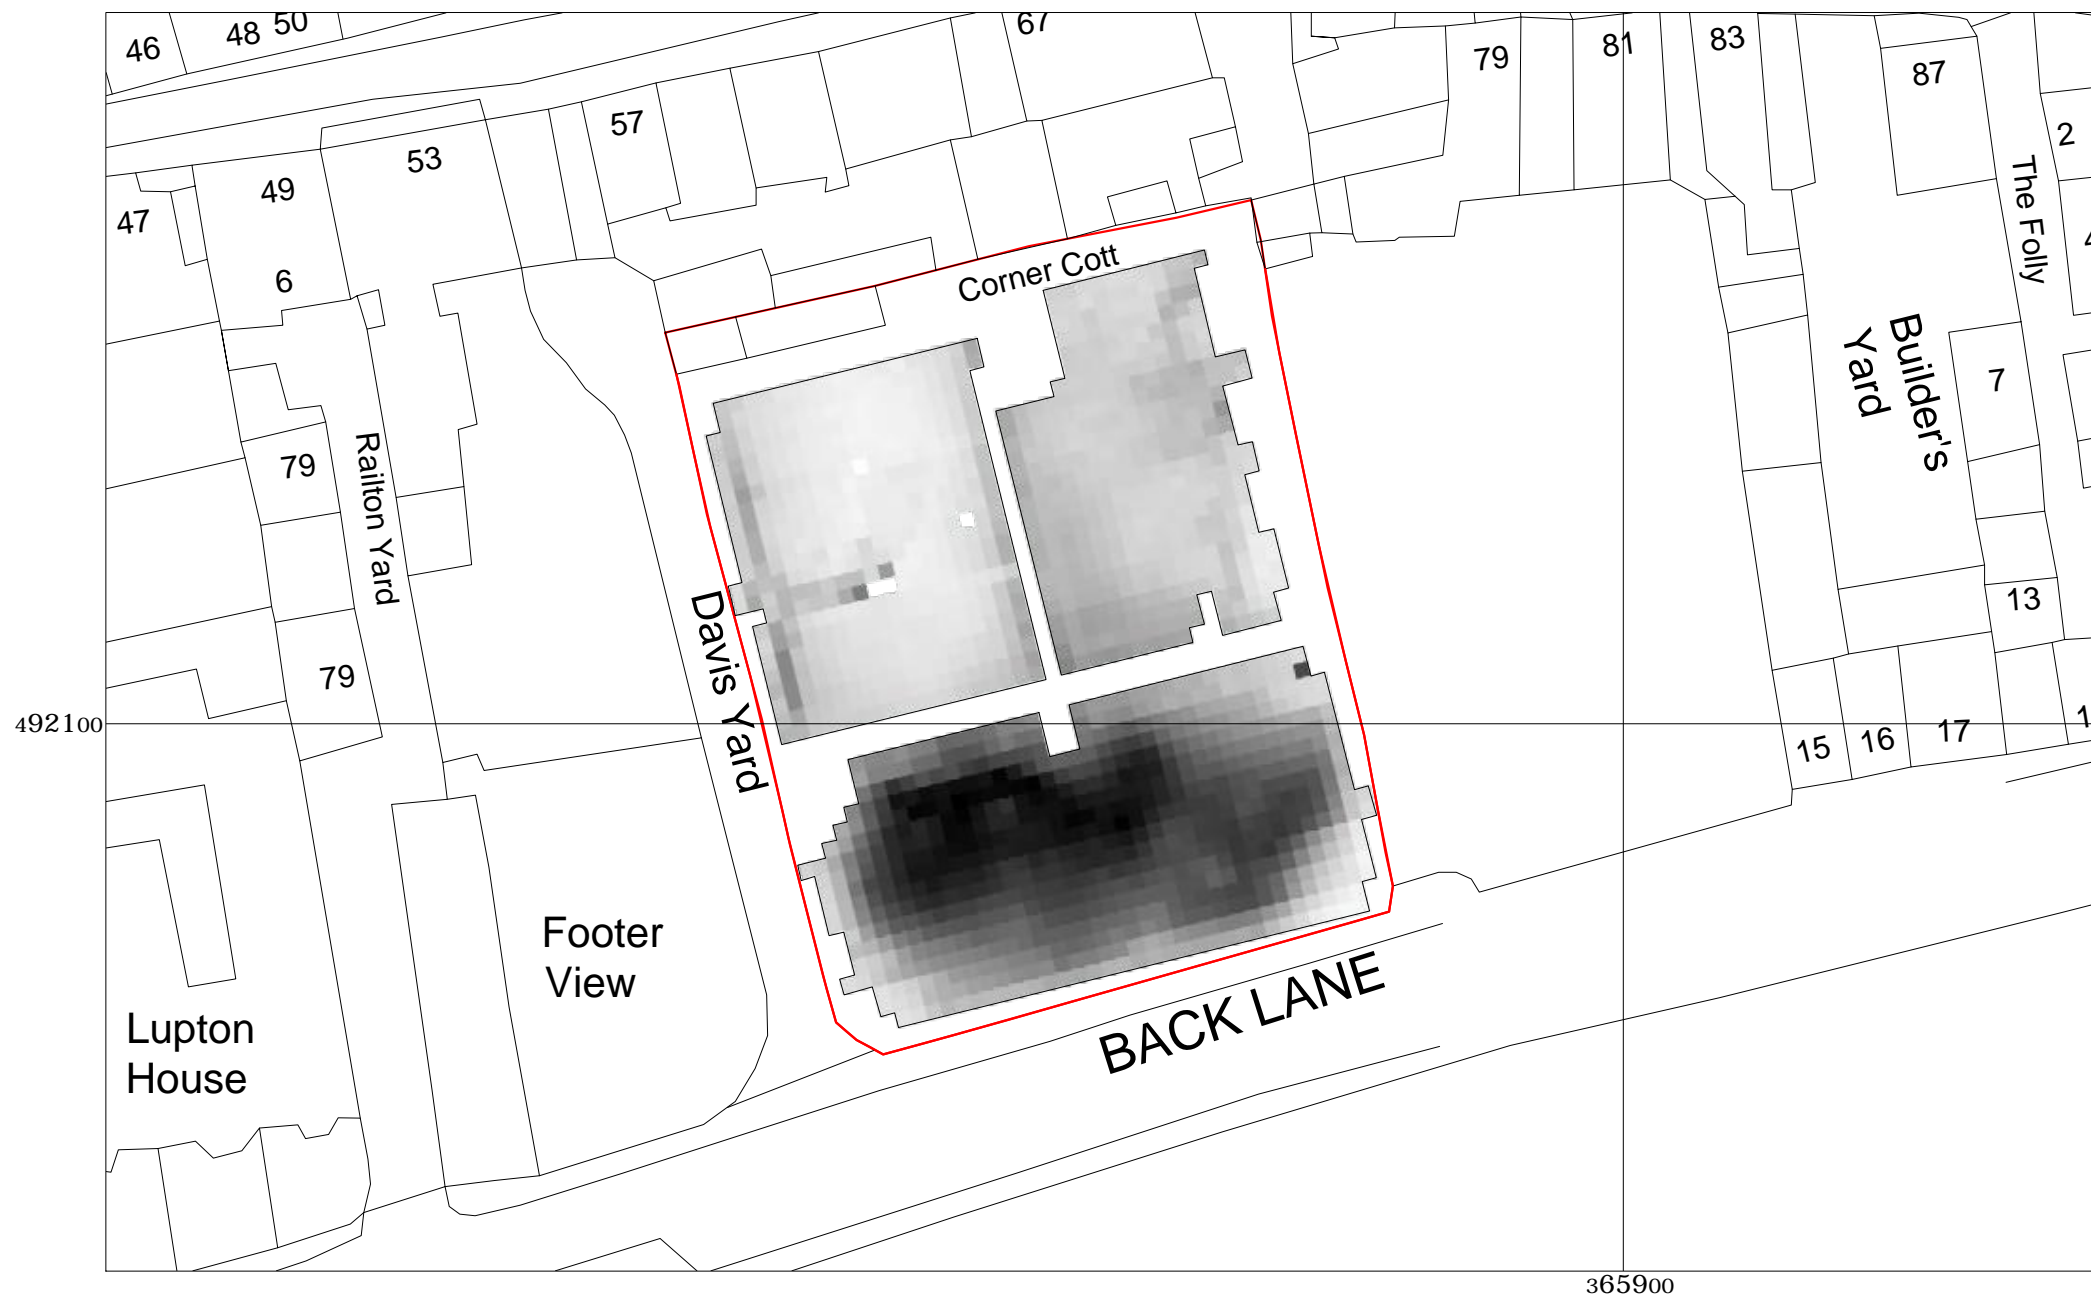 46
48
50
67
79
81
83
87
57
53
49
47
6
2
The Folly
Corner Cott
Builder's
Yard
7
79
Railton Yard
Davis Yard
13
79
492100
15
16
17
Footer
View
BACK LANE
Lupton
House
365900